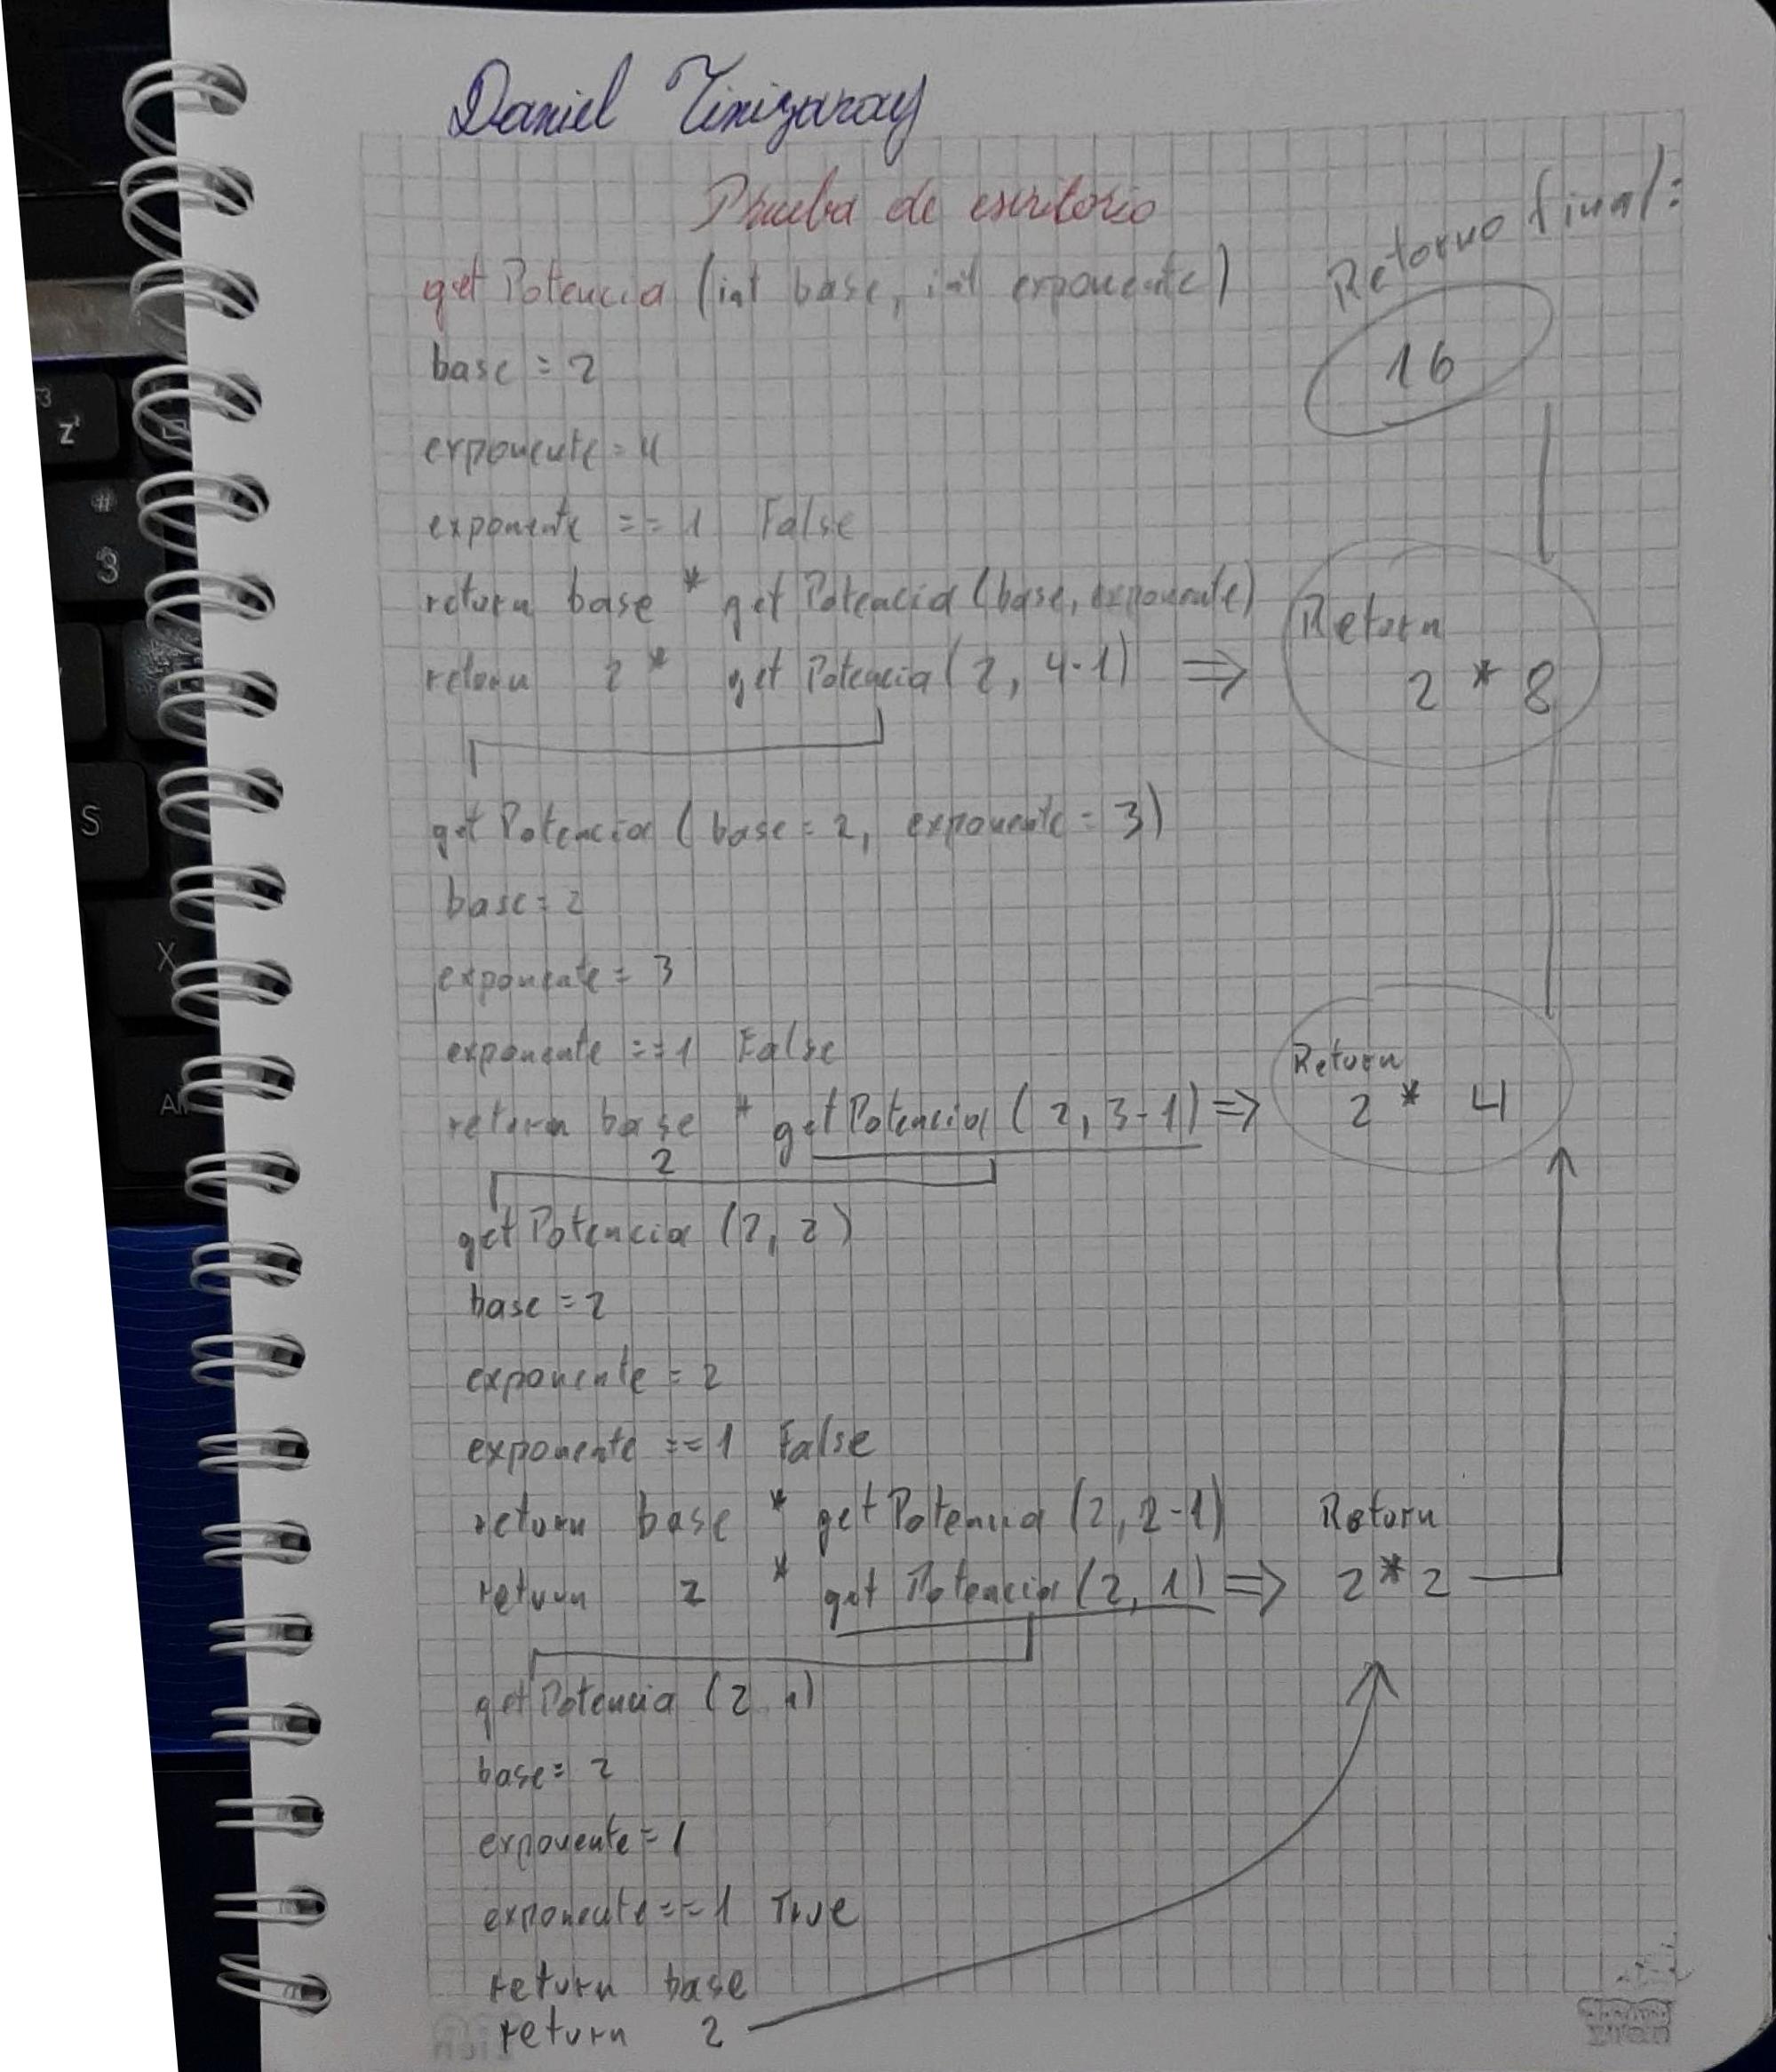 Daniel Tinizaray
Prueba de escritorio
getPotencia (int base, int exponente)
Retorno final:
base = 2
16
exponente = 4
exponente == 1 False
return base * getPotencia (base, exponente)
return 2 * getPotencia (2, 4-1) ⇒
Return
2 * 8
getPotencia (base = 2, exponente = 3)
base = 2
exponente = 3
exponente == 1 False
return base * getPotencia (2, 3-1) ⇒
2
Return
2 * 4
getPotencia (2, 2)
base = 2
exponente = 2
exponente == 1 False
return base * getPotencia (2, 2-1)
return 2 * getPotencia (2, 1) ⇒
Return
2 * 2
getPotencia (2, 1)
base = 2
exponente = 1
exponente == 1 True
return base
return 2
Z
#
3
S
X